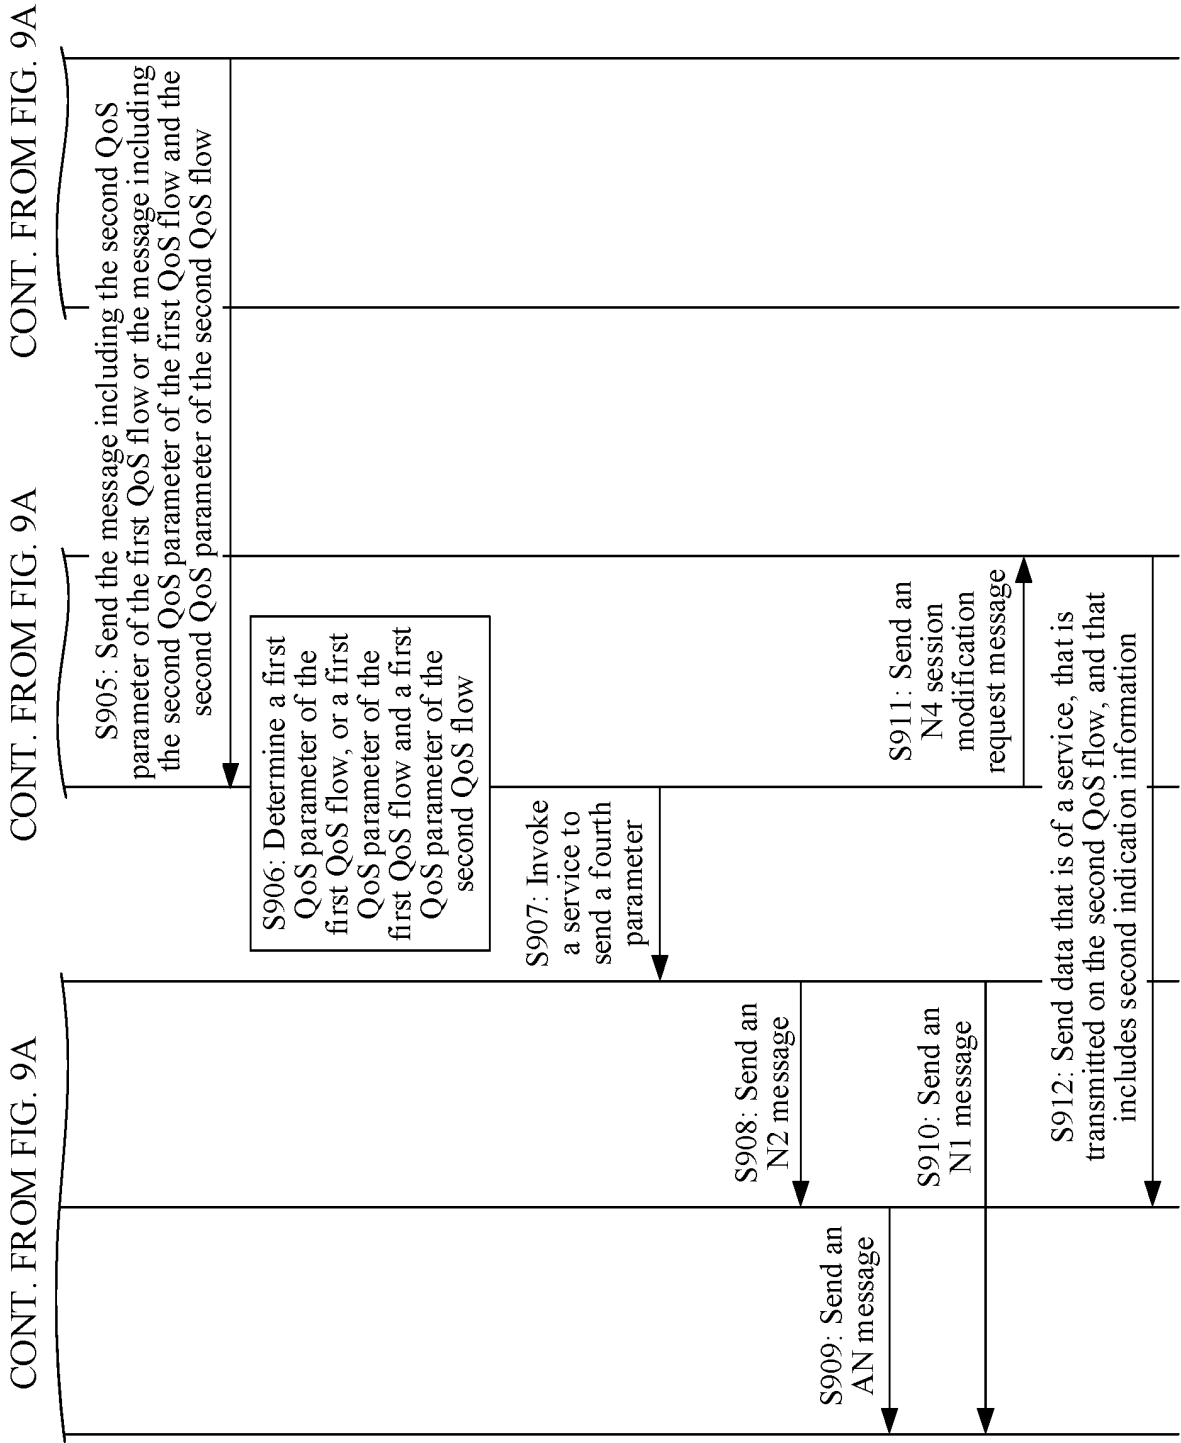 CONT. FROM FIG. 9A
CONT. FROM FIG. 9A
CONT. FROM FIG. 9A
S905: Send the message including the second QoS
parameter of the first QoS flow or the message including
the second QoS parameter of the first QoS flow and the
second QoS parameter of the second QoS flow
S906: Determine a first
QoS parameter of the
first QoS flow, or a first
QoS parameter of the
first QoS flow and a first
QoS parameter of the
second QoS flow
S907: Invoke
a service to
send a fourth
parameter
S908: Send an
N2 message
S909: Send an
AN message
S910: Send an
N1 message
S911: Send an
N4 session
modification
request message
S912: Send data that is of a service, that is
transmitted on the second QoS flow, and that
includes second indication information